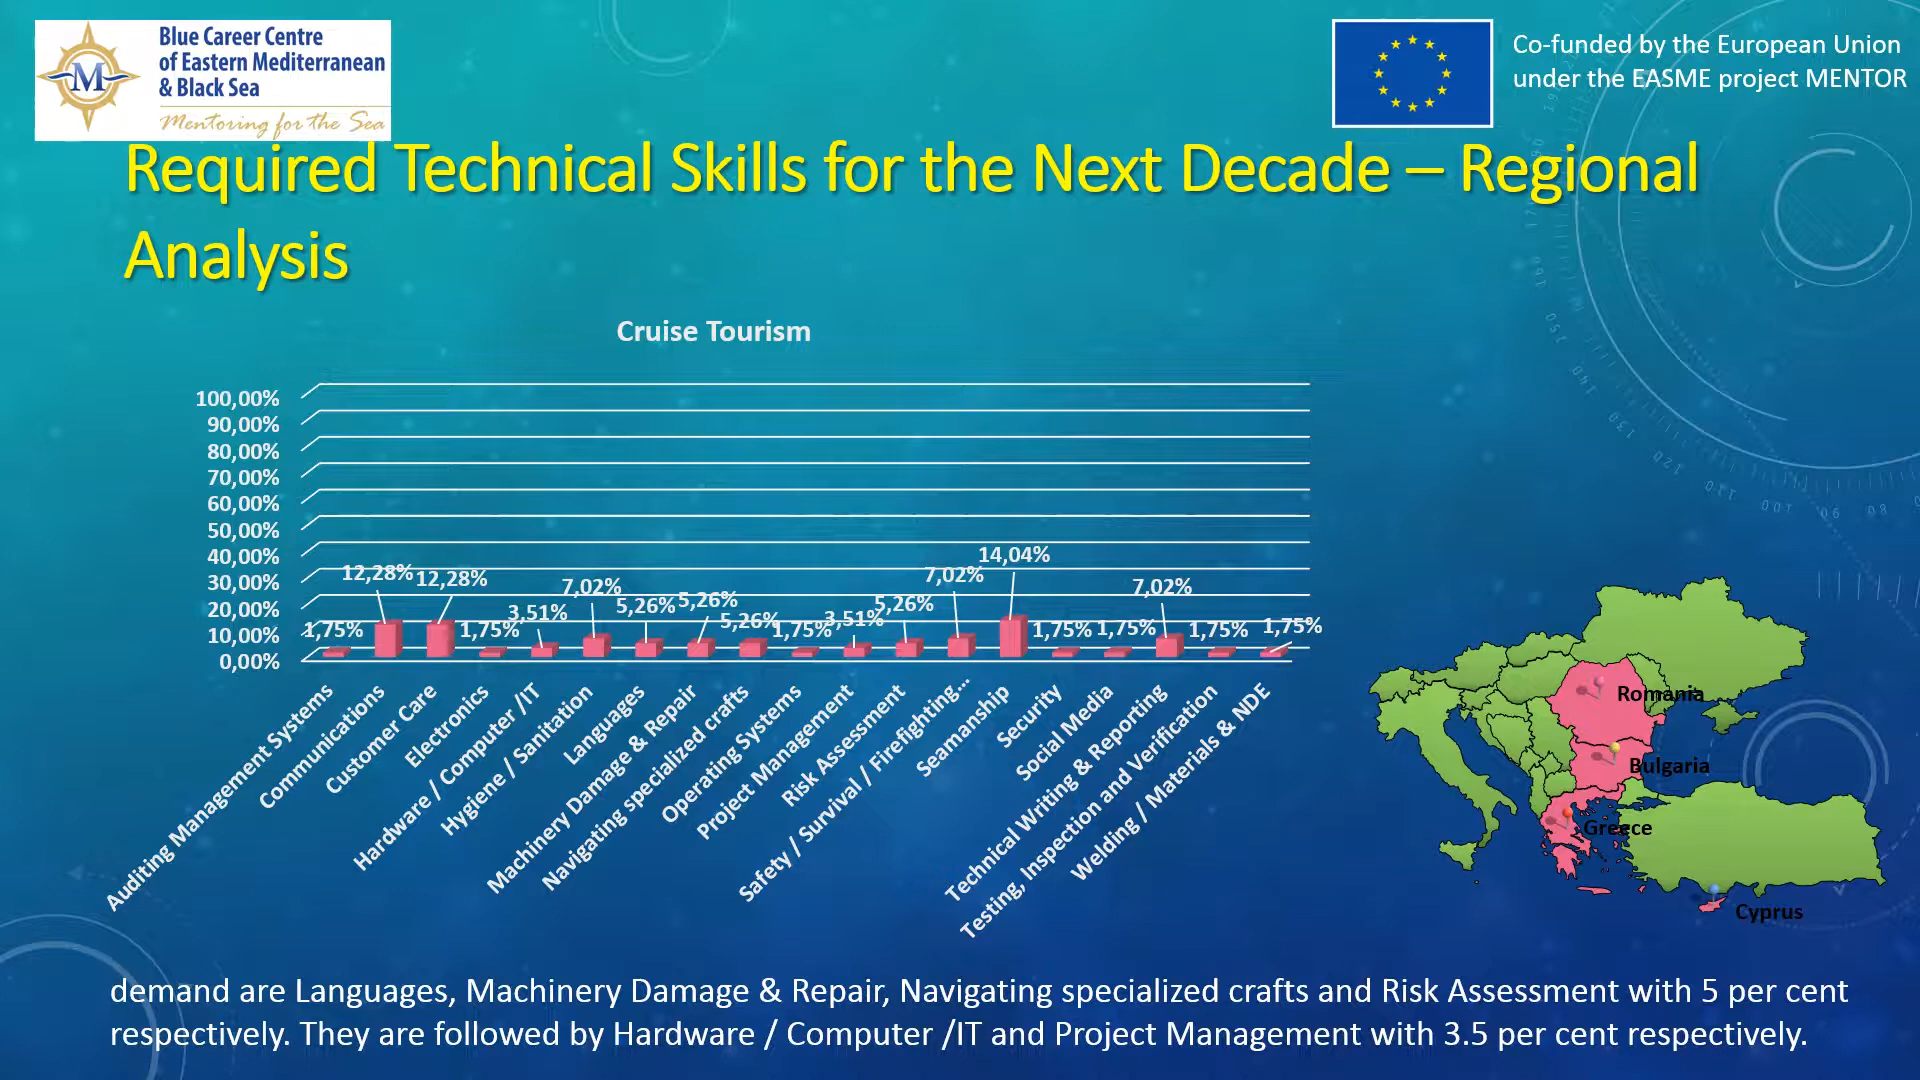 Blue Career Centre
of Eastern Mediterranean
& Black Sea
Mentoring for the Sea
M
Co-funded by the European Union
under the EASME project MENTOR
Required Technical Skills for the Next Decade – Regional
Analysis
Cruise Tourism
100,00%
90,00%
80,00%
70,00%
60,00%
50,00%
40,00%
30,00%
20,00%
10,00%
0,00%
1,75%
12,28%
12,28%
1,75%
3,51%
7,02%
5,26%
5,26%
5,26%
1,75%
3,51%
5,26%
7,02%
14,04%
1,75%
1,75%
7,02%
1,75%
1,75%
Auditing Management Systems
Communications
Customer Care
Electronics
Hardware / Computer /IT
Hygiene / Sanitation
Languages
Machinery Damage & Repair
Navigating specialized crafts
Operating Systems
Project Management
Risk Assessment
Safety / Survival / Firefighting...
Seamanship
Security
Social Media
Technical Writing & Reporting
Testing, Inspection and Verification
Welding / Materials & NDE
Romania
Bulgaria
Greece
Cyprus
demand are Languages, Machinery Damage & Repair, Navigating specialized crafts and Risk Assessment with 5 per cent
respectively. They are followed by Hardware / Computer /IT and Project Management with 3.5 per cent respectively.